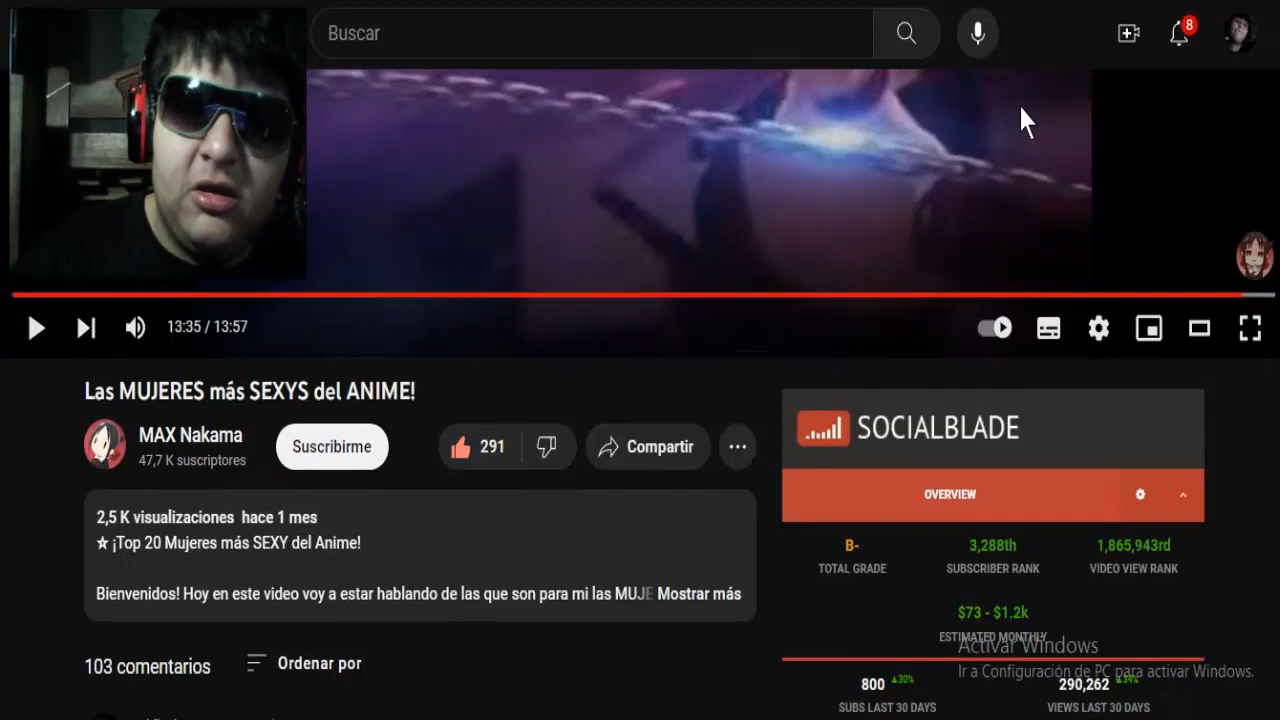 Buscar
8
13:35 / 13:57
Las MUJERES más SEXYS del ANIME!
MAX Nakama
47,7 K suscriptores
Suscribirme
291
Compartir
2,5 K visualizaciones hace 1 mes
☆ ¡Top 20 Mujeres más SEXY del Anime!
Bienvenidos! Hoy en este video voy a estar hablando de las que son para mi las MUJE Mostrar más
103 comentarios
Ordenar por
SOCIALBLADE
OVERVIEW
B-
TOTAL GRADE
3,288th
SUBSCRIBER RANK
1,865,943rd
VIDEO VIEW RANK
$73 - $1.2k
ESTIMATED MONTHLY
Activar Windows
Ir a Configuración de PC para activar Windows.
800 ▲30%
SUBS LAST 30 DAYS
290,262 ▲34%
VIEWS LAST 30 DAYS